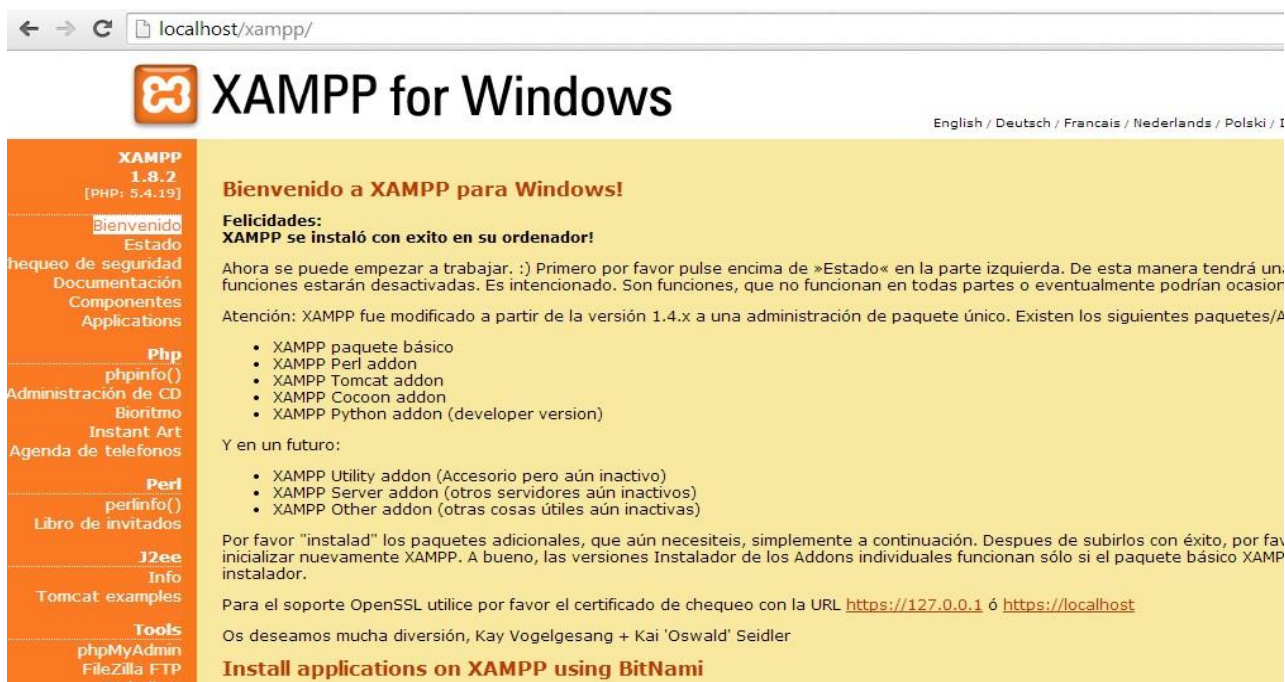 localhost/xampp/
XAMPP for Windows
English / Deutsch / Francais / Nederlands / Polski /
XAMPP
1.8.2
[PHP: 5.4.19]
Bienvenido
Estado
hequeo de seguridad
Documentación
Componentes
Applications
Php
phpinfo()
Administración de CD
Bioritmo
Instant Art
Agenda de telefonos
Perl
perlinfo()
Libro de invitados
J2ee
Info
Tomcat examples
Tools
phpMyAdmin
FileZilla FTP
Bienvenido a XAMPP para Windows!
Felicidades:
XAMPP se instaló con exito en su ordenador!
Ahora se puede empezar a trabajar. :) Primero por favor pulse encima de »Estado« en la parte izquierda. De esta manera tendrá una
funciones estarán desactivadas. Es intencionado. Son funciones, que no funcionan en todas partes o eventualmente podrían ocasion
Atención: XAMPP fue modificado a partir de la versión 1.4.x a una administración de paquete único. Existen los siguientes paquetes/A
• XAMPP paquete básico
• XAMPP Perl addon
• XAMPP Tomcat addon
• XAMPP Cocoon addon
• XAMPP Python addon (developer version)
Y en un futuro:
• XAMPP Utility addon (Accesorio pero aún inactivo)
• XAMPP Server addon (otros servidores aún inactivos)
• XAMPP Other addon (otras cosas útiles aún inactivas)
Por favor "instalad" los paquetes adicionales, que aún necesiteis, simplemente a continuación. Despues de subirlos con éxito, por fav
inicializar nuevamente XAMPP. A bueno, las versiones Instalador de los Addons individuales funcionan sólo si el paquete básico XAMP
instalador.
Para el soporte OpenSSL utilice por favor el certificado de chequeo con la URL https://127.0.0.1 ó https://localhost
Os deseamos mucha diversión, Kay Vogelgesang + Kai 'Oswald' Seidler
Install applications on XAMPP using BitNami